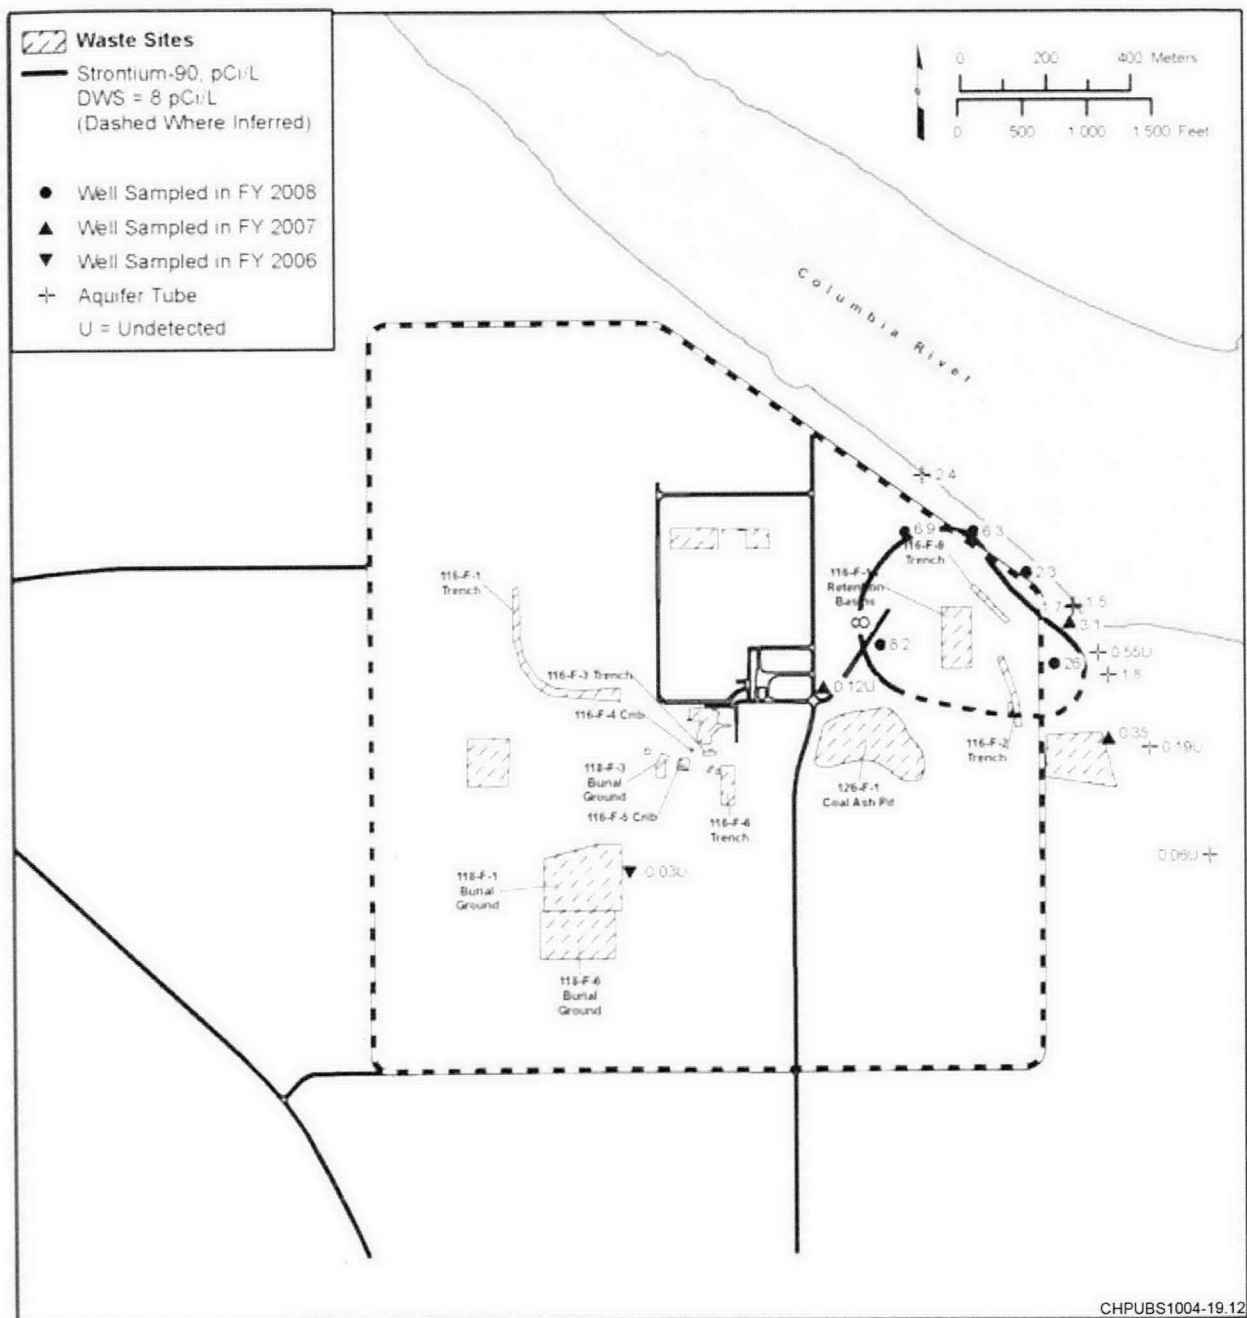 Waste Sites
Strontium-90, pCi/L
DWS = 8 pCi/L
(Dashed Where Inferred)
Well Sampled in FY 2008
Well Sampled in FY 2007
Well Sampled in FY 2006
Aquifer Tube
U = Undetected
0 200 400 Meters
0 500 1 000 1 500 Feet
Columbia River
2.4
6.9
6.3
116-F-1
Trench
Trench
Retention
Basins
2.3
1.7
1.5
3.1
8
0.55U
26
1.8
0.12U
116-F-3 Trench
116-F-4 Crib
118-F-3
Burial
Ground
116-F-5 Crib
116-F-6
Trench
126-F-1
Coal Ash Pit
116-F-2
Trench
0.35
0.19U
0.06U
118-F-1
Burial
Ground
0.03U
118-F-6
Burial
Ground
CHPUBS1004-19.12